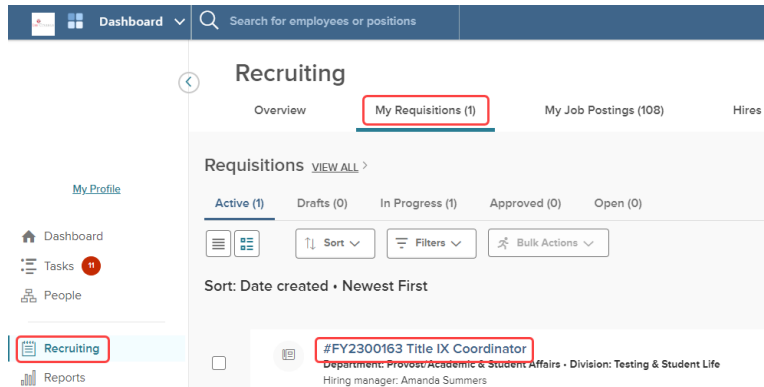 Dashboard
Search for employees or positions
Recruiting
Overview
My Requisitions (1)
My Job Postings (108)
Hires
Requisitions VIEW ALL
My Profile
Active (1)
Drafts (0)
In Progress (1)
Approved (0)
Open (0)
Dashboard
Tasks 11
People
Sort
Filters
Bulk Actions
Sort: Date created • Newest First
Recruiting
Reports
#FY2300163 Title IX Coordinator
Department: Provost/Academic & Student Affairs • Division: Testing & Student Life
Hiring manager: Amanda Summers